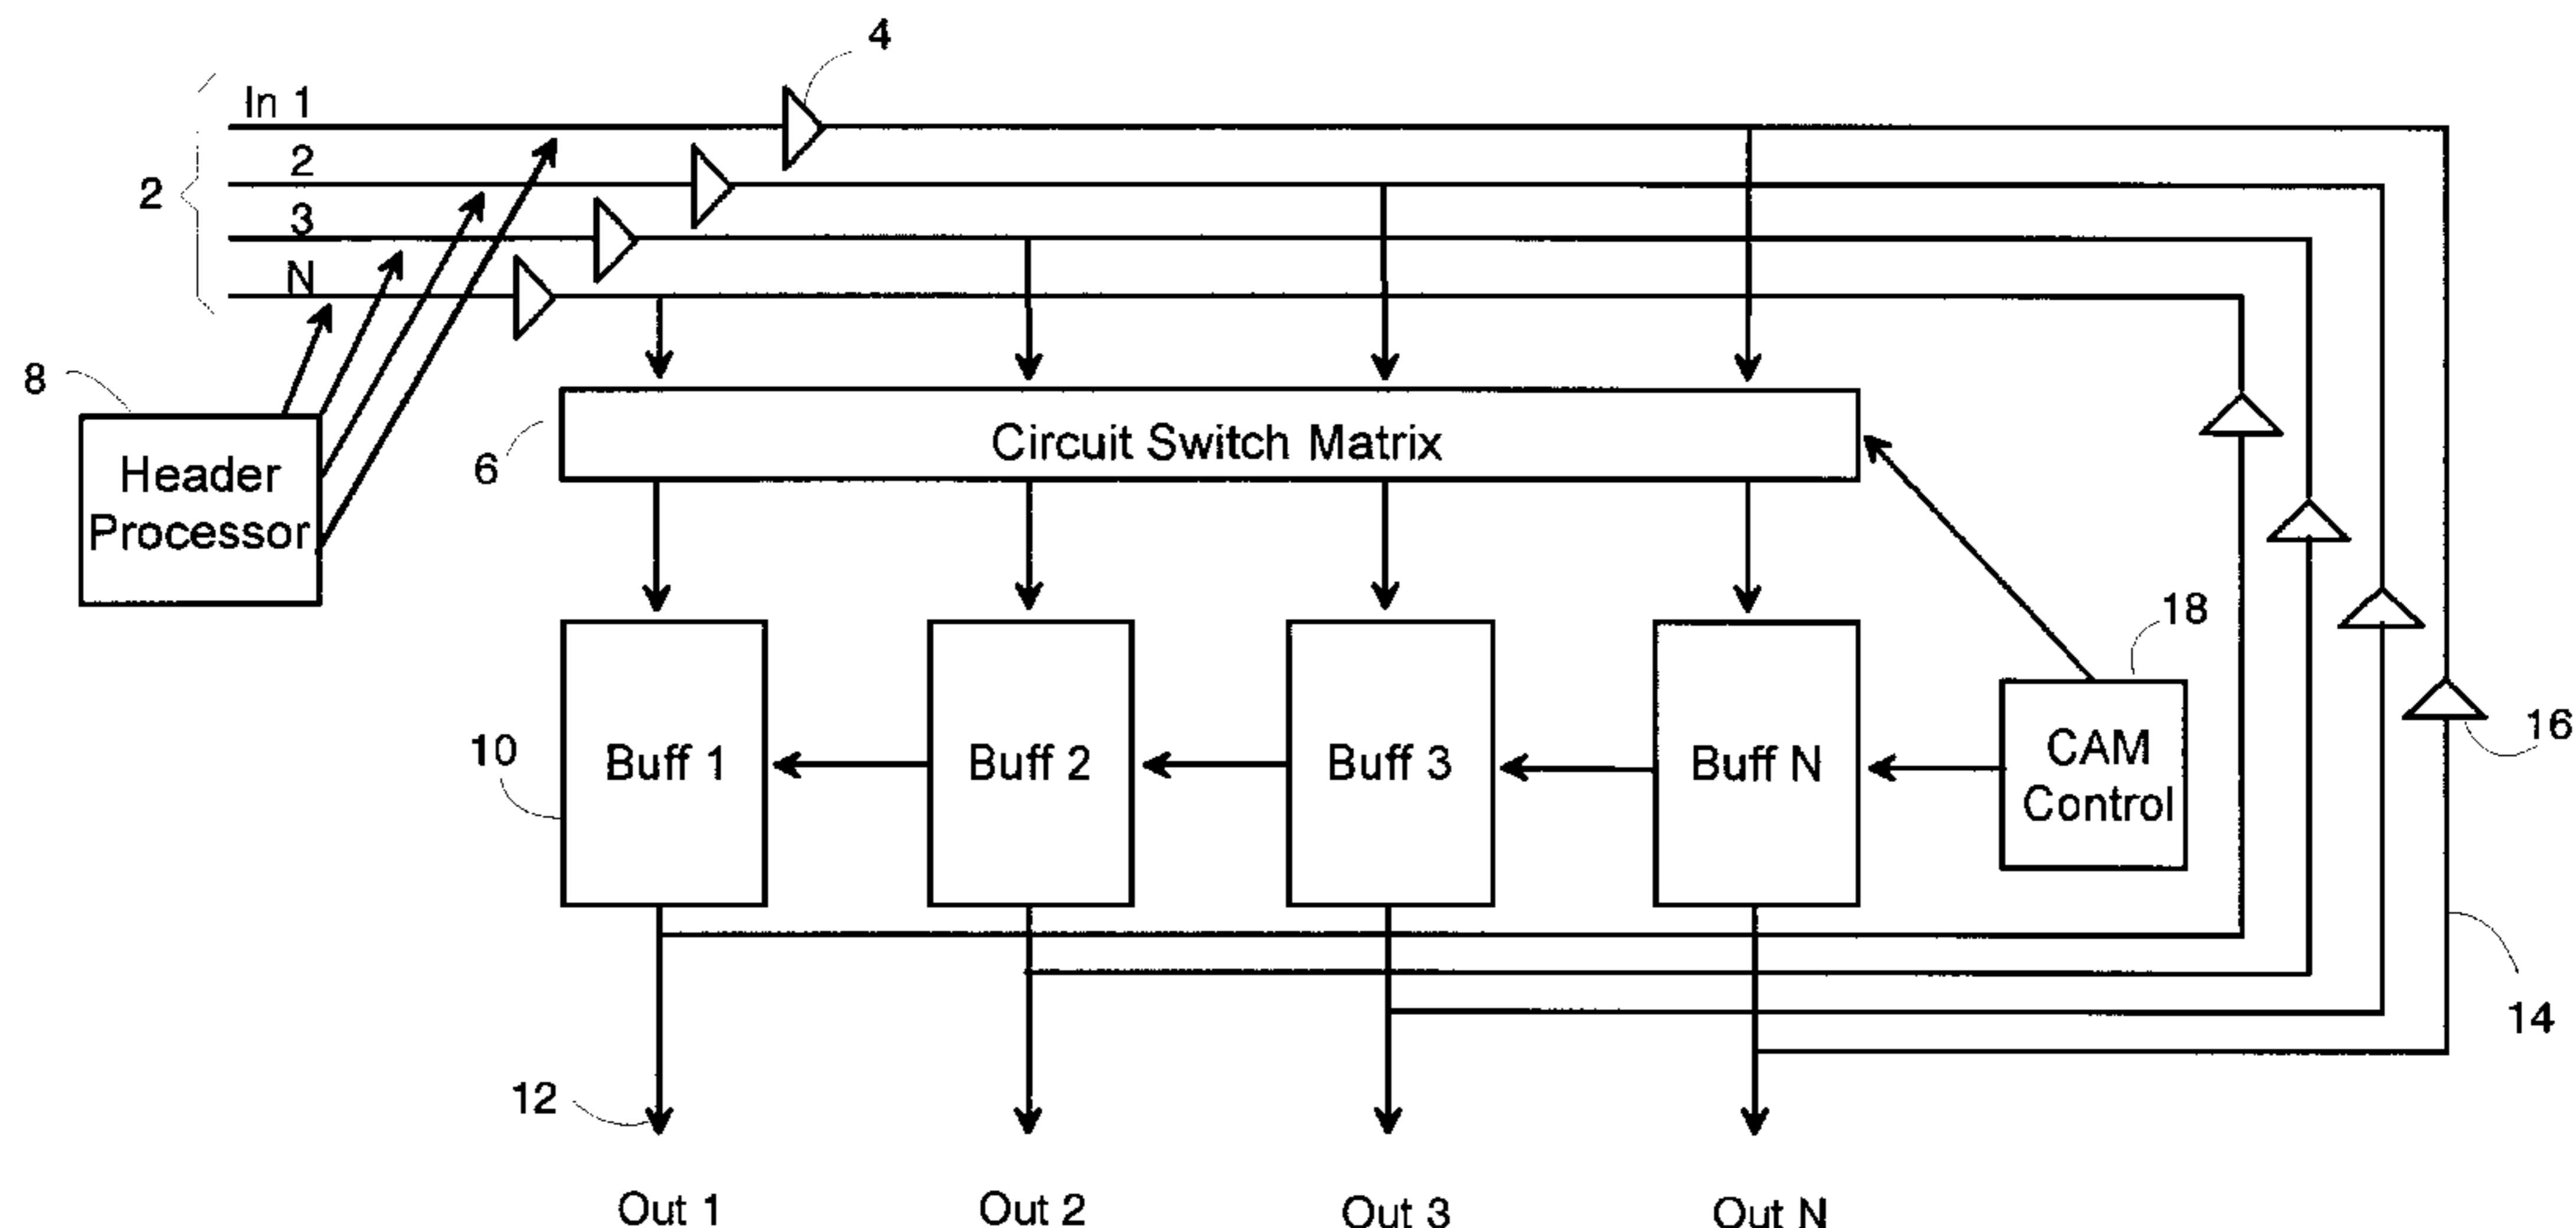 4
In 1
2
2
3
N
8
Header
Processor
6
Circuit Switch Matrix
18
16
10
Buff 1
Buff 2
Buff 3
Buff N
CAM
Control
14
12
Out 1
Out 2
Out 3
Out N